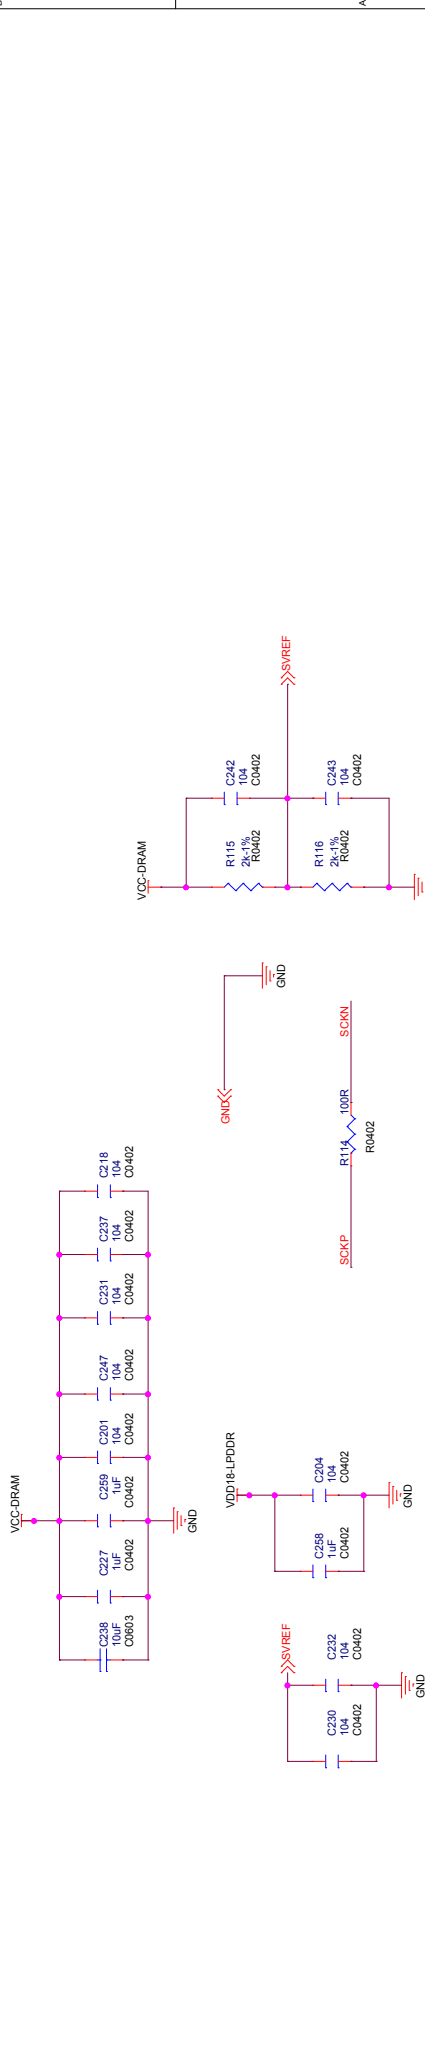 VCC-DRAM
C238
10uF
C0603
C227
1uF
C0402
C259
1uF
C0402
C201
104
C0402
C247
104
C0402
C231
104
C0402
C237
104
C0402
C218
104
C0402
GND
SVREF
C230
104
C0402
C232
104
C0402
GND
VDD18-LPDDR
C258
1uF
C0402
C204
104
C0402
GND
SCKP
R114
100R
R0402
SCKN
GND
GND
VCC-DRAM
R115
2k-1%
R0402
C242
104
C0402
R116
2k-1%
R0402
C243
104
C0402
SVREF
A